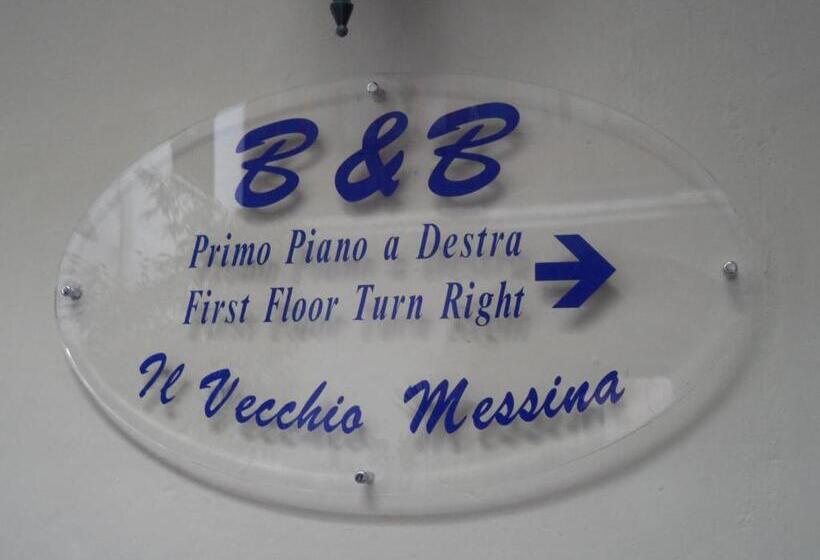 B & B
Primo Piano a Destra
First Floor Turn Right
Il Vecchio Messina